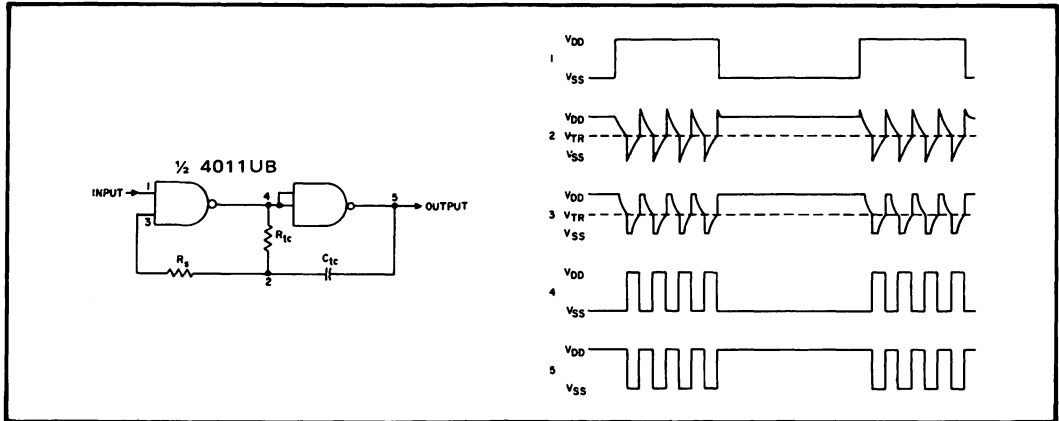 ½ 4011UB
INPUT
1
3
4
5
OUTPUT
Rtc
Rs
Ctc
2
1
VDD
VSS
2
VDD
VTR
VSS
3
VDD
VTR
VSS
4
VDD
VSS
5
VDD
VSS